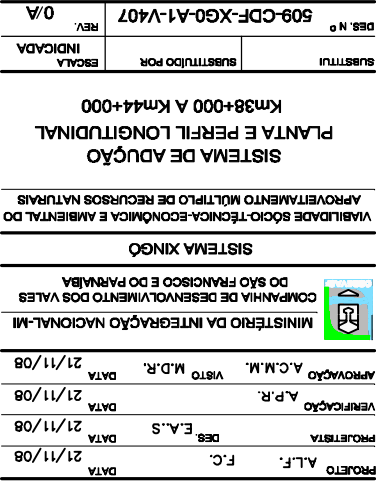 PROJETO A.L.F. F.C. DATA 21/11/08
PROJETISTA DES. E.A..S DATA 21/11/08
VERIFICAÇÃO A.P.R. DATA 21/11/08
APROVAÇÃO A.C.M.M. VISTO M.D.R. DATA 21/11/08
MINISTÉRIO DA INTEGRAÇÃO NACIONAL-MI
COMPANHIA DE DESENVOLVIMENTO DOS VALES
DO SÃO FRANCISCO E DO PARNAÍBA
SISTEMA XINGÓ
VIABILIDADE SÓCIO-TÉCNICA-ECONÔMICA E AMBIENTAL DO
APROVEITAMENTO MÚLTIPLO DE RECURSOS NATURAIS
SISTEMA DE ADUÇÃO
PLANTA E PERFIL LONGITUDINAL
Km38+000 A Km44+000
SUBSTITUI SUBSTITUÍDO POR ESCALA
INDICADA
DES. N º 509-CDF-XG0-A1-V407 REV. 0/A